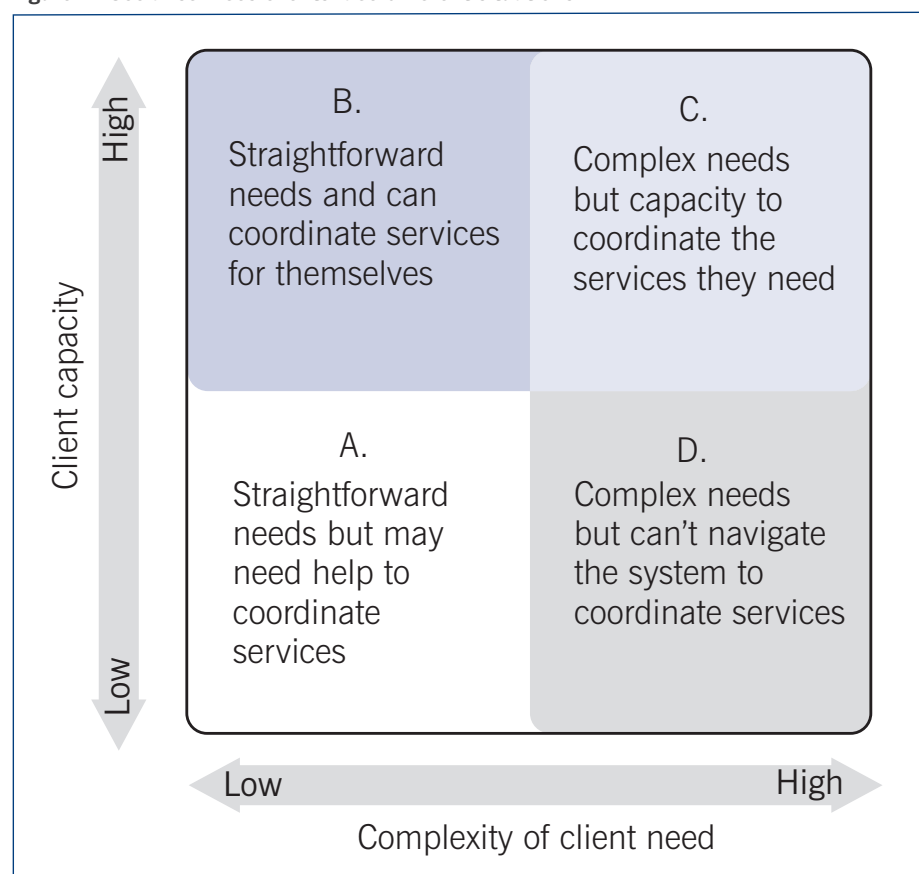 High
Client capacity
Low
B.
Straightforward
needs and can
coordinate services
for themselves
C.
Complex needs
but capacity to
coordinate the
services they need
A.
Straightforward
needs but may
need help to
coordinate
services
D.
Complex needs
but can't navigate
the system to
coordinate services
Low
High
Complexity of client need